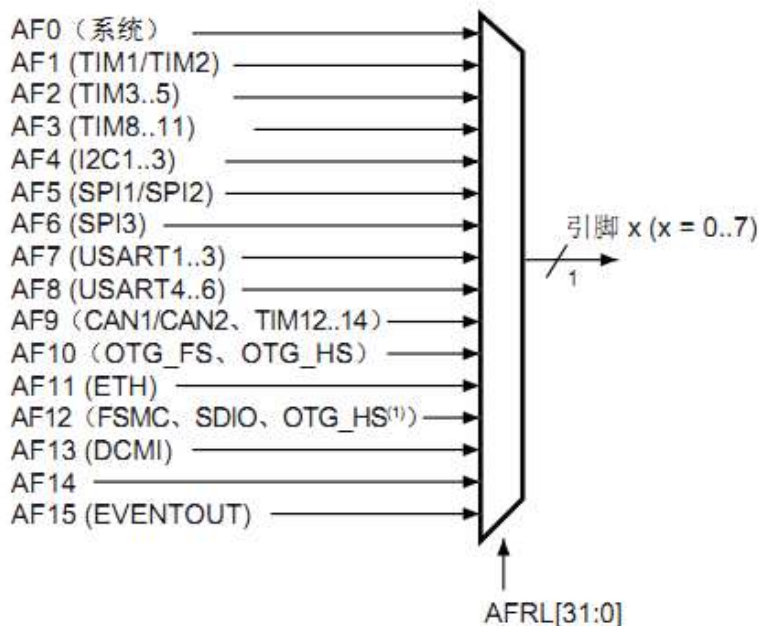 AF0（系统）
AF1 (TIM1/TIM2)
AF2 (TIM3..5)
AF3 (TIM8..11)
AF4 (I2C1..3)
AF5 (SPI1/SPI2)
AF6 (SPI3)
AF7 (USART1..3)
AF8 (USART4..6)
AF9（CAN1/CAN2、TIM12..14）
AF10（OTG_FS、OTG_HS）
AF11 (ETH)
AF12（FSMC、SDIO、OTG_HS(1)）
AF13 (DCMI)
AF14
AF15 (EVENTOUT)
引脚 x (x = 0..7)
1
AFRL[31:0]